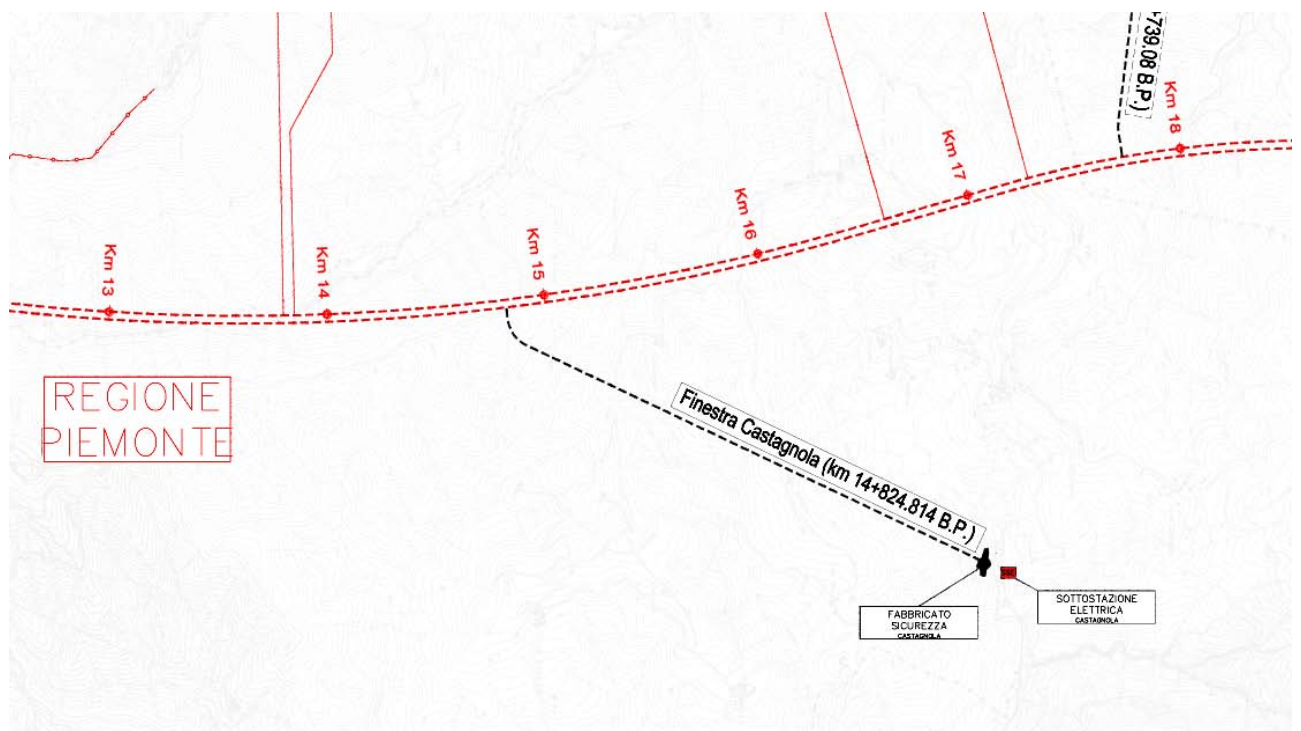 +739.08 B.P.)
Km 18
Km 17
Km 16
Km 15
Km 14
Km 13
REGIONE
PIEMONTE
Finestra Castagnola (km 14+824.814 B.P.)
FABBRICATO
SICUREZZA
CASTAGNOLA
SOTTOSTAZIONE
ELETTRICA
CASTAGNOLA